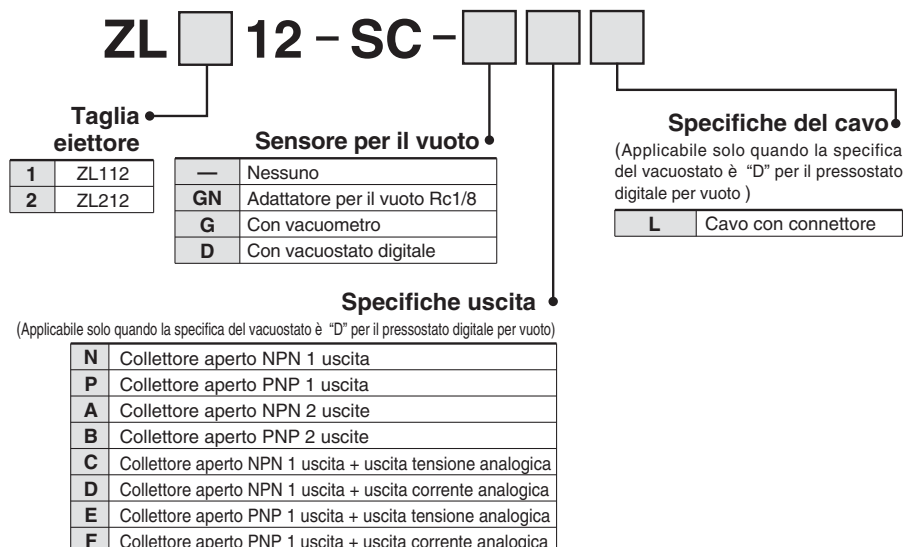 ZL 12 – SC –
Taglia
eiettore
1 ZL112
2 ZL212
Sensore per il vuoto
— Nessuno
GN Adattatore per il vuoto Rc1/8
G Con vacuometro
D Con vacuostato digitale
Specifiche del cavo
(Applicabile solo quando la specifica
del vacuostato è “D” per il pressostato
digitale per vuoto )
L Cavo con connettore
Specifiche uscita
(Applicabile solo quando la specifica del vacuostato è “D” per il pressostato digitale per vuoto)
N Collettore aperto NPN 1 uscita
P Collettore aperto PNP 1 uscita
A Collettore aperto NPN 2 uscite
B Collettore aperto PNP 2 uscite
C Collettore aperto NPN 1 uscita + uscita tensione analogica
D Collettore aperto NPN 1 uscita + uscita corrente analogica
E Collettore aperto PNP 1 uscita + uscita tensione analogica
F Collettore aperto PNP 1 uscita + uscita corrente analogica